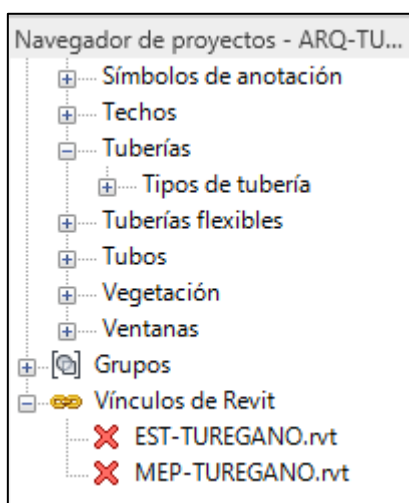 Navegador de proyectos - ARQ-TU...
Símbolos de anotación
Techos
Tuberías
Tipos de tubería
Tuberías flexibles
Tubos
Vegetación
Ventanas
Grupos
Vínculos de Revit
EST-TUREGANO.rvt
MEP-TUREGANO.rvt